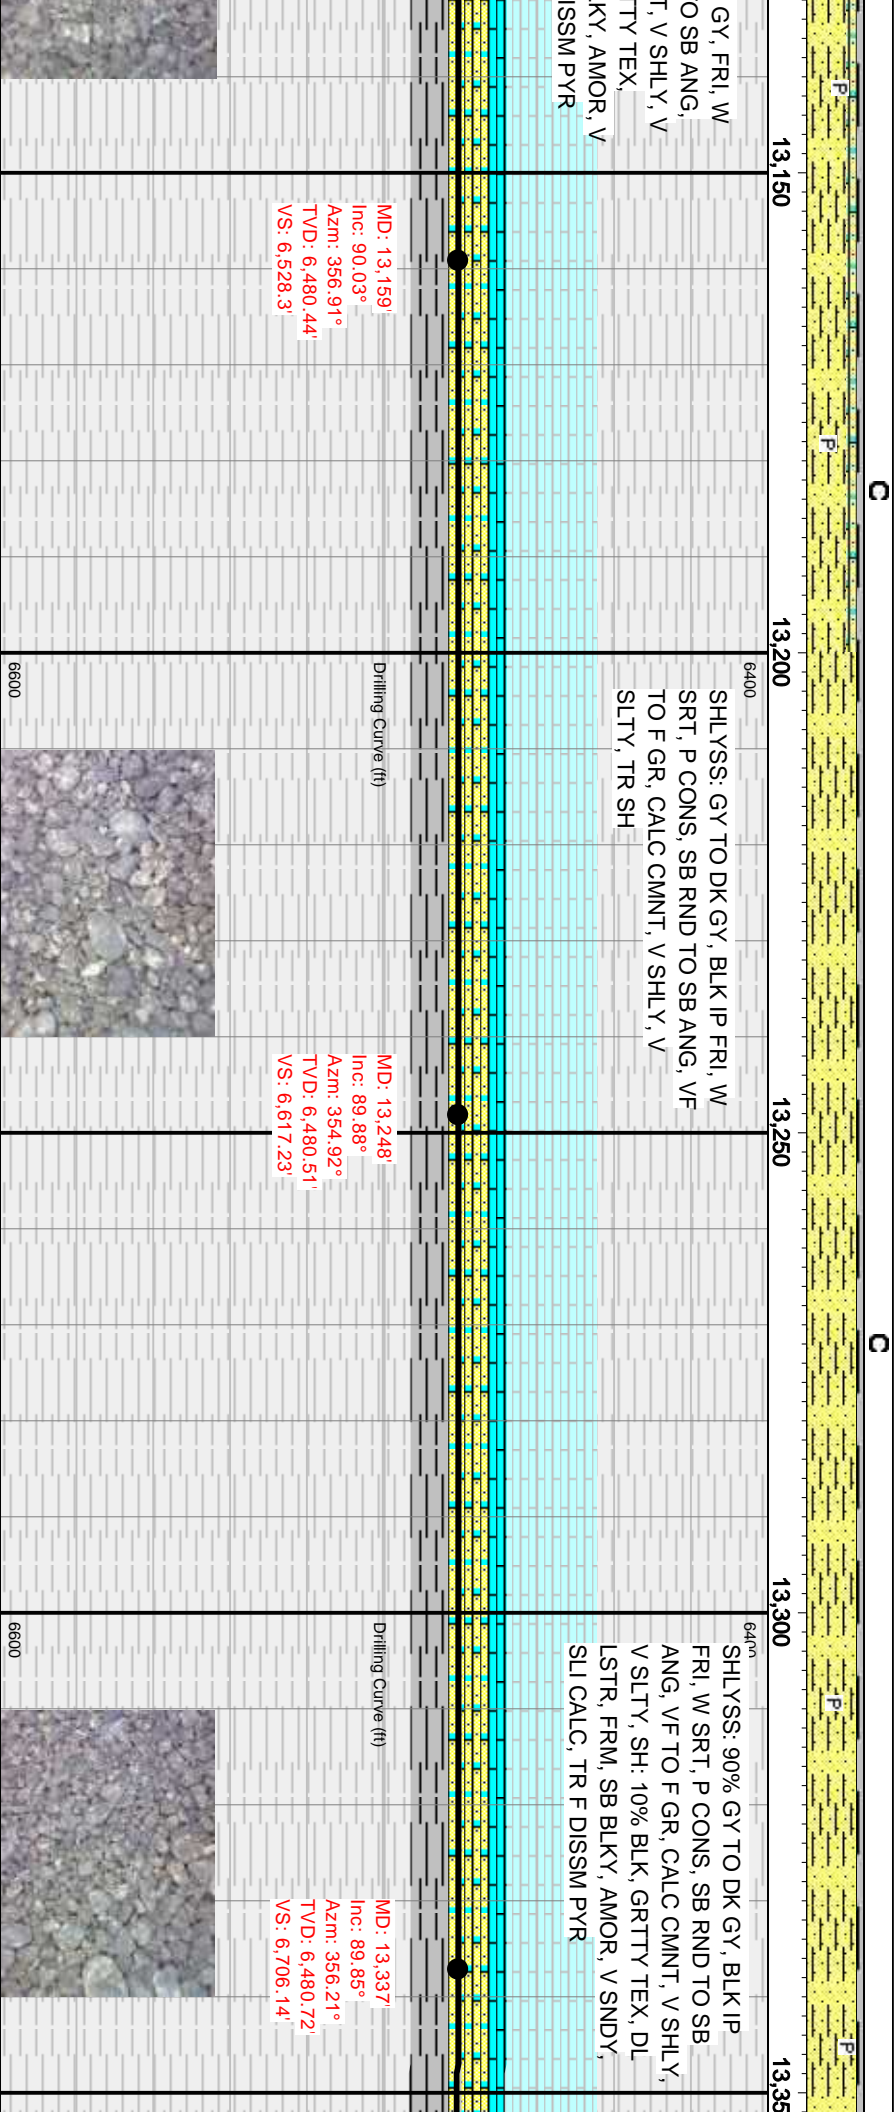 GY, FRI, W
TO SB ANG,
T, V SHLY, V
TTY TEX,
KY, AMOR, V
DISSM PYR
P
13,150
MD: 13,159'
Inc: 90.03°
Azm: 356.91°
TVD: 6,480.44'
VS: 6,528.3'
P
C
13,200
6400
Drilling Curve (ft)
6600
SHLYSS: GY TO DK GY, BLK IP FRI, W
SRT, P CONS, SB RND TO SB ANG, VF
TO F GR, CALC CMNT, V SHLY, V
SLTY, TR SH
MD: 13,248'
Inc: 89.88°
Azm: 354.92°
TVD: 6,480.51'
VS: 6,617.23'
13,250
C
13,300
6400
Drilling Curve (ft)
6600
SHLYSS: 90% GY TO DK GY, BLK IP
FRI, W SRT, P CONS, SB RND TO SB
ANG, VF TO F GR, CALC CMNT, V SHLY,
V SLTY, SH: 10% BLK, GRTTY TEX, DL
LSTR, FRM, SB BLKY, AMOR, V SNDY,
SLI CALC, TR F DISSM PYR
P
MD: 13,337'
Inc: 89.85°
Azm: 356.21°
TVD: 6,480.72'
VS: 6,706.14'
P
13,35